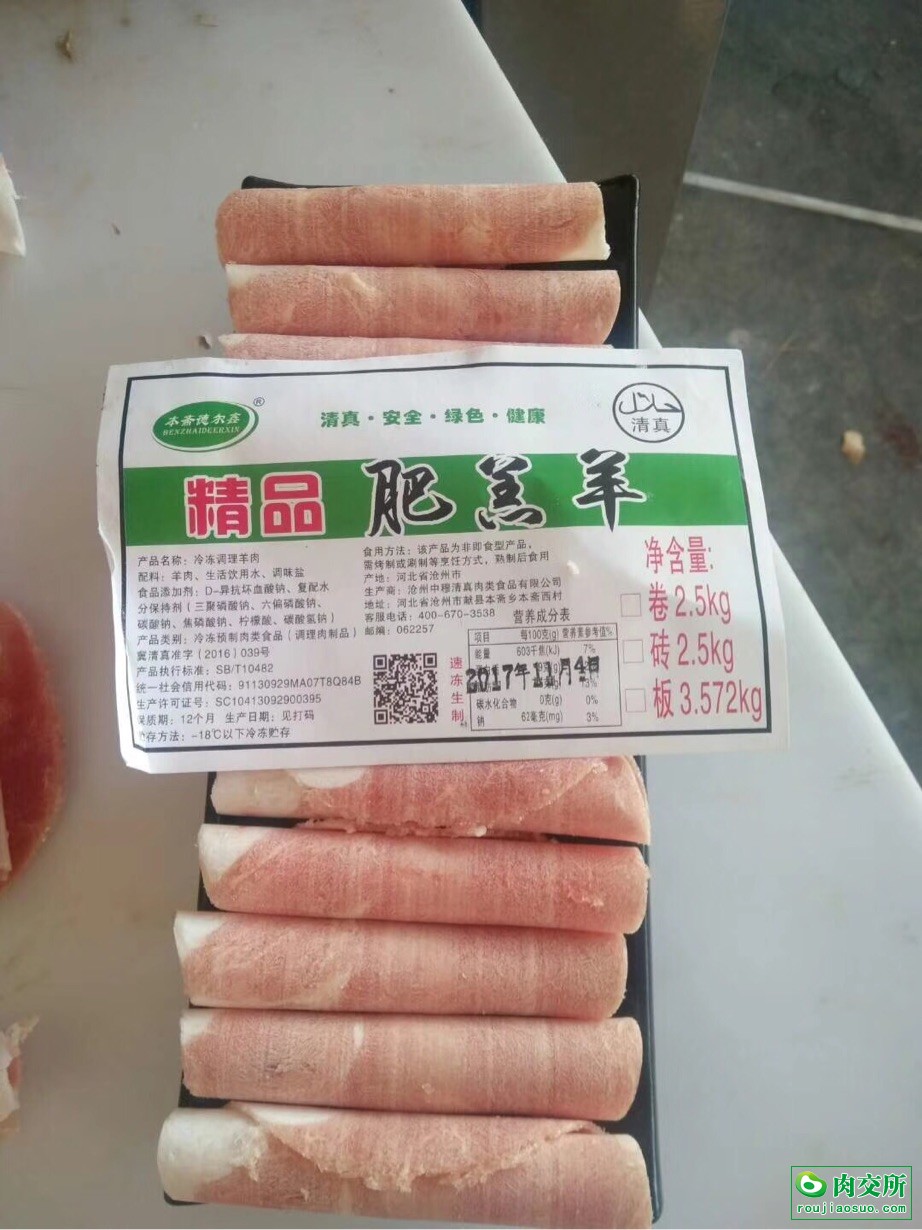 本斋德尔鑫 ®
BENZHAIDEERXIN
清真·安全·绿色·健康
حلال
清真
精品 肥羔羊
产品名称：冷冻调理羊肉
配料：羊肉、生活饮用水、调味盐
食品添加剂：D-异抗坏血酸钠、复配水
分保持剂（三聚磷酸钠、六偏磷酸钠、
碳酸钠、焦磷酸钠、柠檬酸、碳酸氢钠）
产品类别：冷冻预制肉类食品（调理肉制品）
冀清真准字（2016）039号
产品执行标准：SB/T10482
统一社会信用代码：91130929MA07T8Q84B
生产许可证号：SC10413092900395
保质期：12个月 生产日期：见打码
贮存方法：-18℃以下冷冻贮存
食用方法：该产品为非即食型产品，
需烤制或涮制等烹饪方式，熟制后食用
产地：河北省沧州市
生产商：沧州中穆清真肉类食品有限公司
地址：河北省沧州市献县本斋乡本斋西村
客服电话：400-670-3538
邮编：062257
营养成分表
项目 每100克(g) 营养素参考值%
能量 603千焦(kJ) 7%
碳水化合物 0克(g) 0%
钠 62毫克(mg) 3%
速冻生制
2017年11月4日
净含量:
卷 2.5kg
砖 2.5kg
板 3.572kg
肉交所
roujiaosuo.com